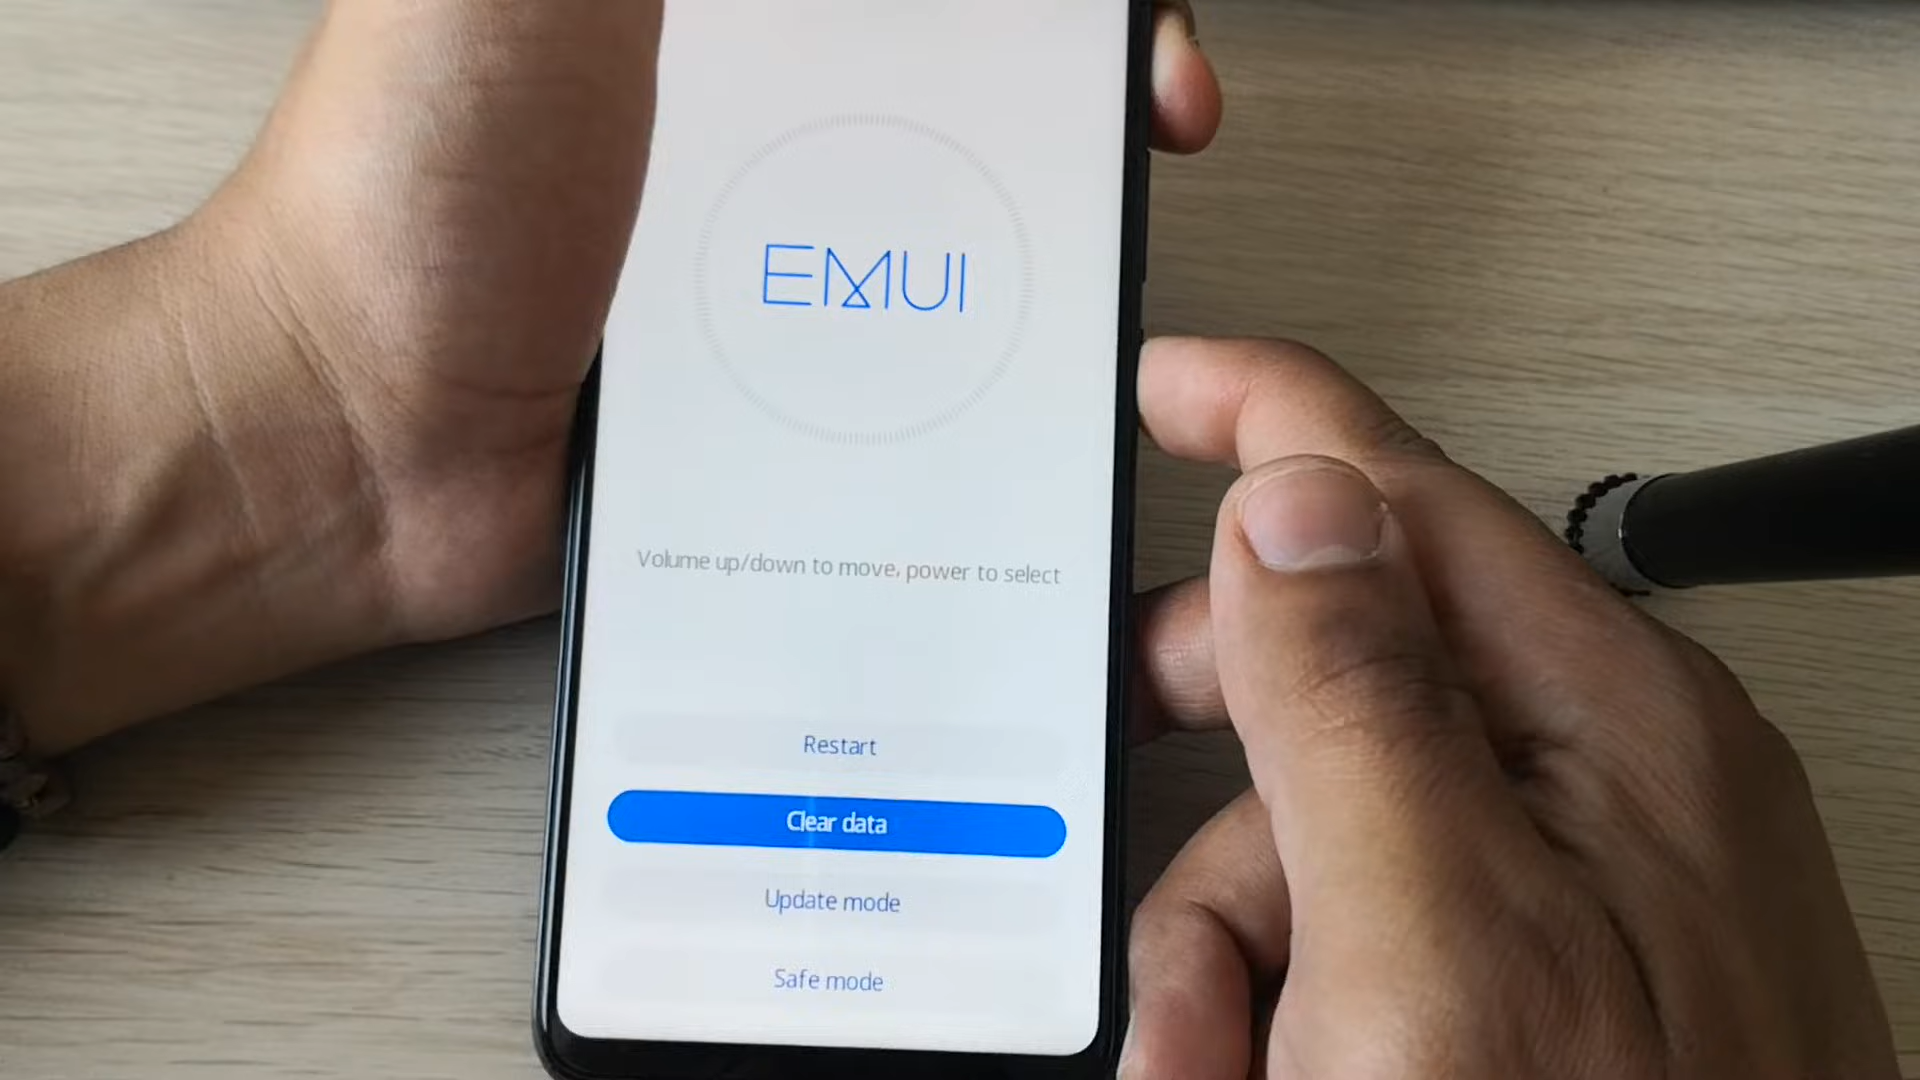 EMUI
Volume up/down to move, power to select
Restart
Clear data
Update mode
Safe mode